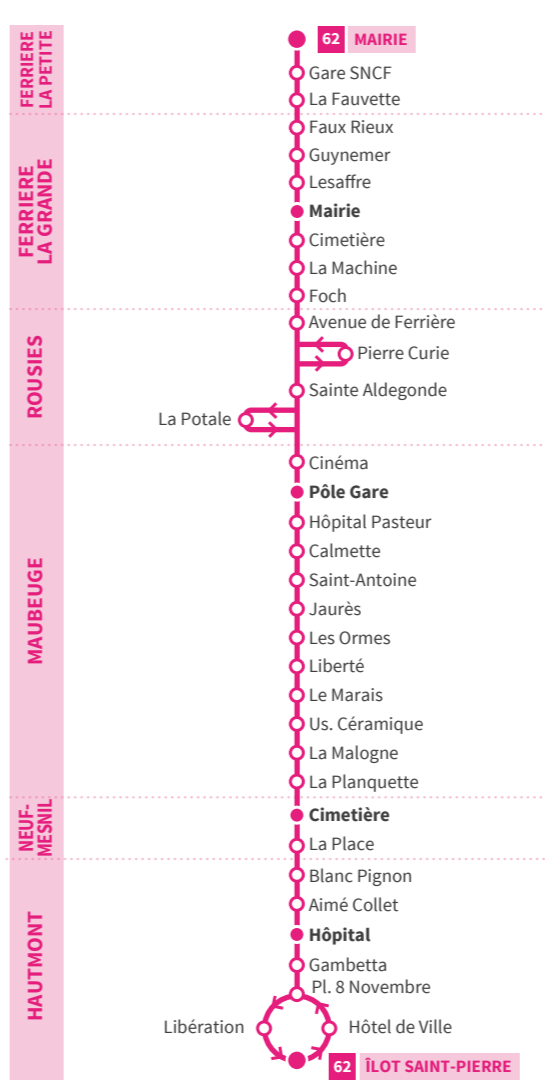 FERRIERE
LA PETITE
62 MAIRIE
Gare SNCF
La Fauvette
FERRIERE
LA GRANDE
Faux Rieux
Guynemer
Lesaffre
Mairie
Cimetière
La Machine
Foch
ROUSIES
Avenue de Ferrière
Pierre Curie
Sainte Aldegonde
La Potale
MAUBEUGE
Cinéma
Pôle Gare
Hôpital Pasteur
Calmette
Saint-Antoine
Jaurès
Les Ormes
Liberté
Le Marais
Us. Céramique
La Malogne
La Planquette
NEUF-
MESNIL
Cimetière
La Place
HAUTMONT
Blanc Pignon
Aimé Collet
Hôpital
Gambetta
Pl. 8 Novembre
Libération
Hôtel de Ville
62 ÎLOT SAINT-PIERRE